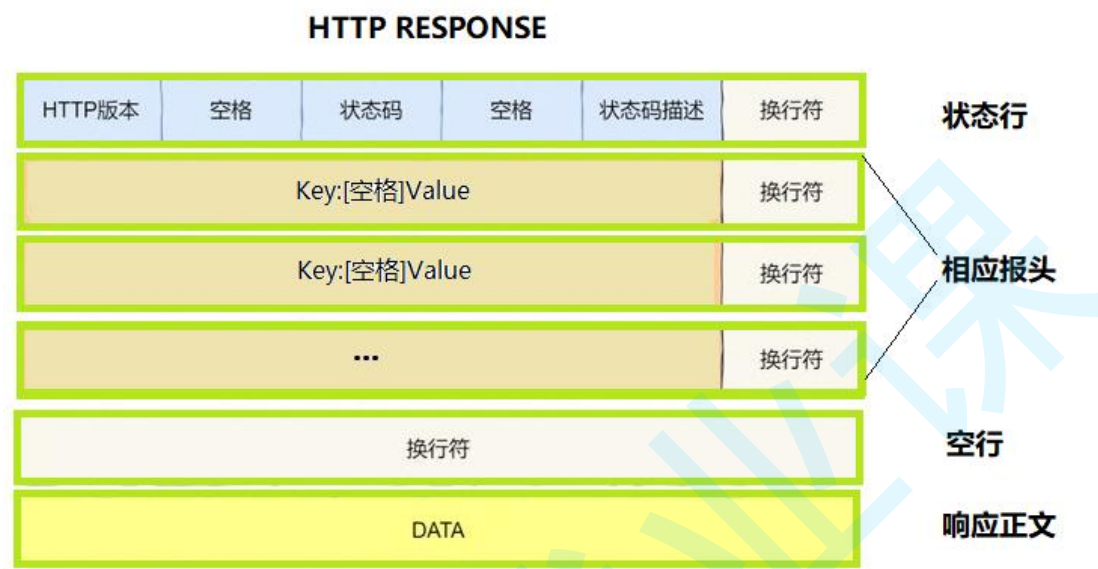 HTTP RESPONSE
HTTP版本 空格 状态码 空格 状态码描述 换行符 状态行
Key:[空格]Value 换行符
Key:[空格]Value 换行符 相应报头
... 换行符
换行符 空行
DATA 响应正文
业课